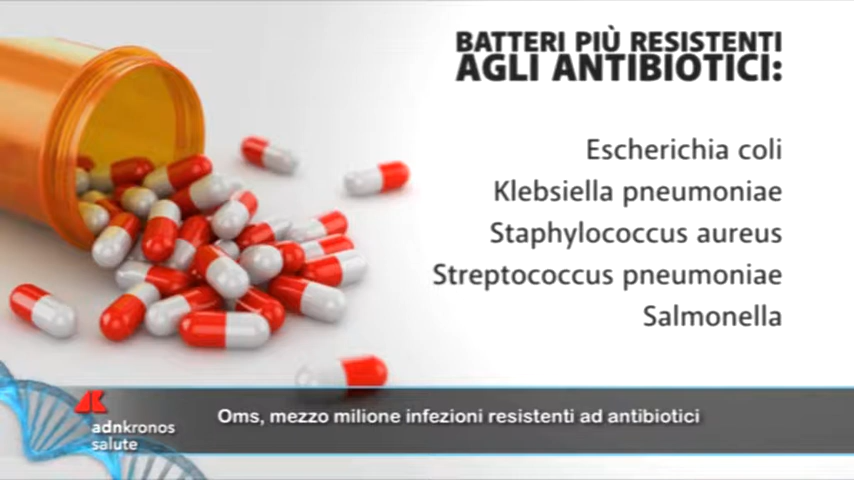 BATTERI PIÙ RESISTENTI
AGLI ANTIBIOTICI:
Escherichia coli
Klebsiella pneumoniae
Staphylococcus aureus
Streptococcus pneumoniae
Salmonella
Oms, mezzo milione infezioni resistenti ad antibiotici
adnkronos
salute